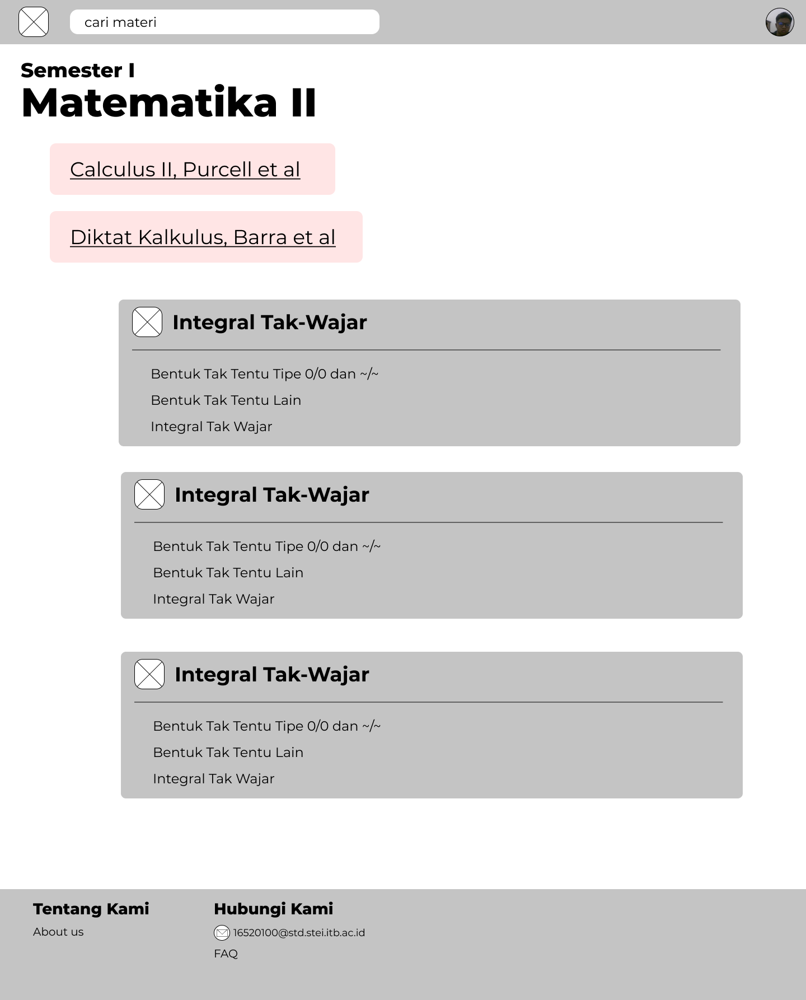 cari materi
Semester I
Matematika II
Calculus II, Purcell et al
Diktat Kalkulus, Barra et al
Integral Tak-Wajar
Bentuk Tak Tentu Tipe 0/0 dan ~/~
Bentuk Tak Tentu Lain
Integral Tak Wajar
Integral Tak-Wajar
Bentuk Tak Tentu Tipe 0/0 dan ~/~
Bentuk Tak Tentu Lain
Integral Tak Wajar
Integral Tak-Wajar
Bentuk Tak Tentu Tipe 0/0 dan ~/~
Bentuk Tak Tentu Lain
Integral Tak Wajar
Tentang Kami
About us
Hubungi Kami
16520100@std.stei.itb.ac.id
FAQ